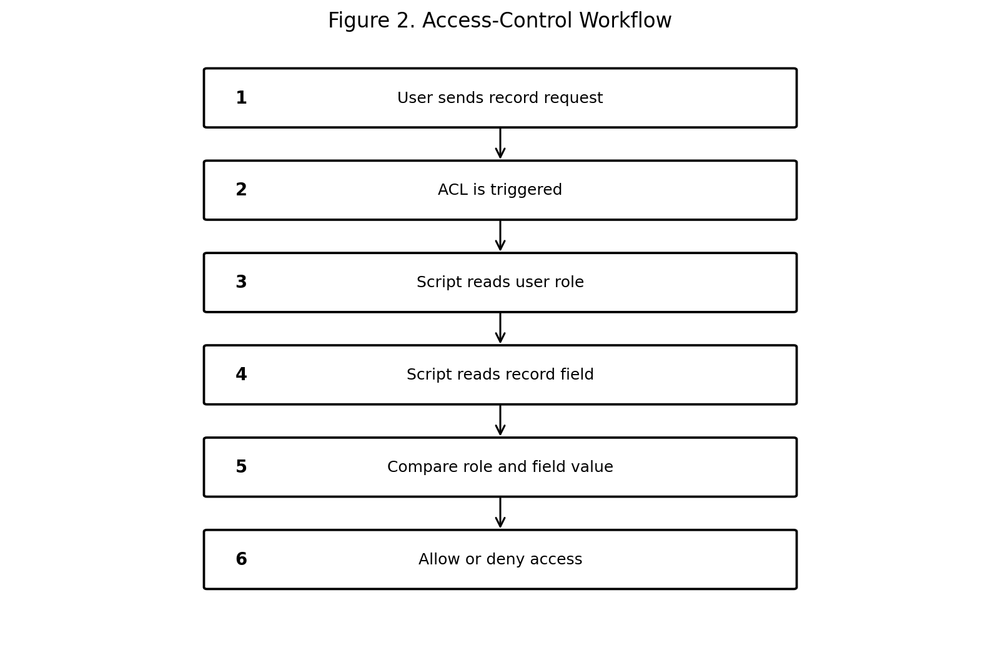 Figure 2. Access-Control Workflow
1 User sends record request
2 ACL is triggered
3 Script reads user role
4 Script reads record field
5 Compare role and field value
6 Allow or deny access